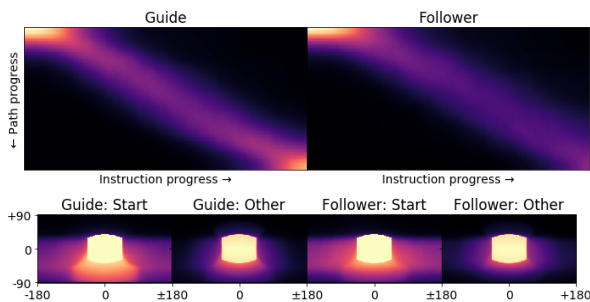 Guide Follower
← Path progress
Instruction progress → Instruction progress →
Guide: Start Guide: Other Follower: Start Follower: Other
+90
0
-90
-180 0 ±180 0 ±180 0 ±180 0 +180